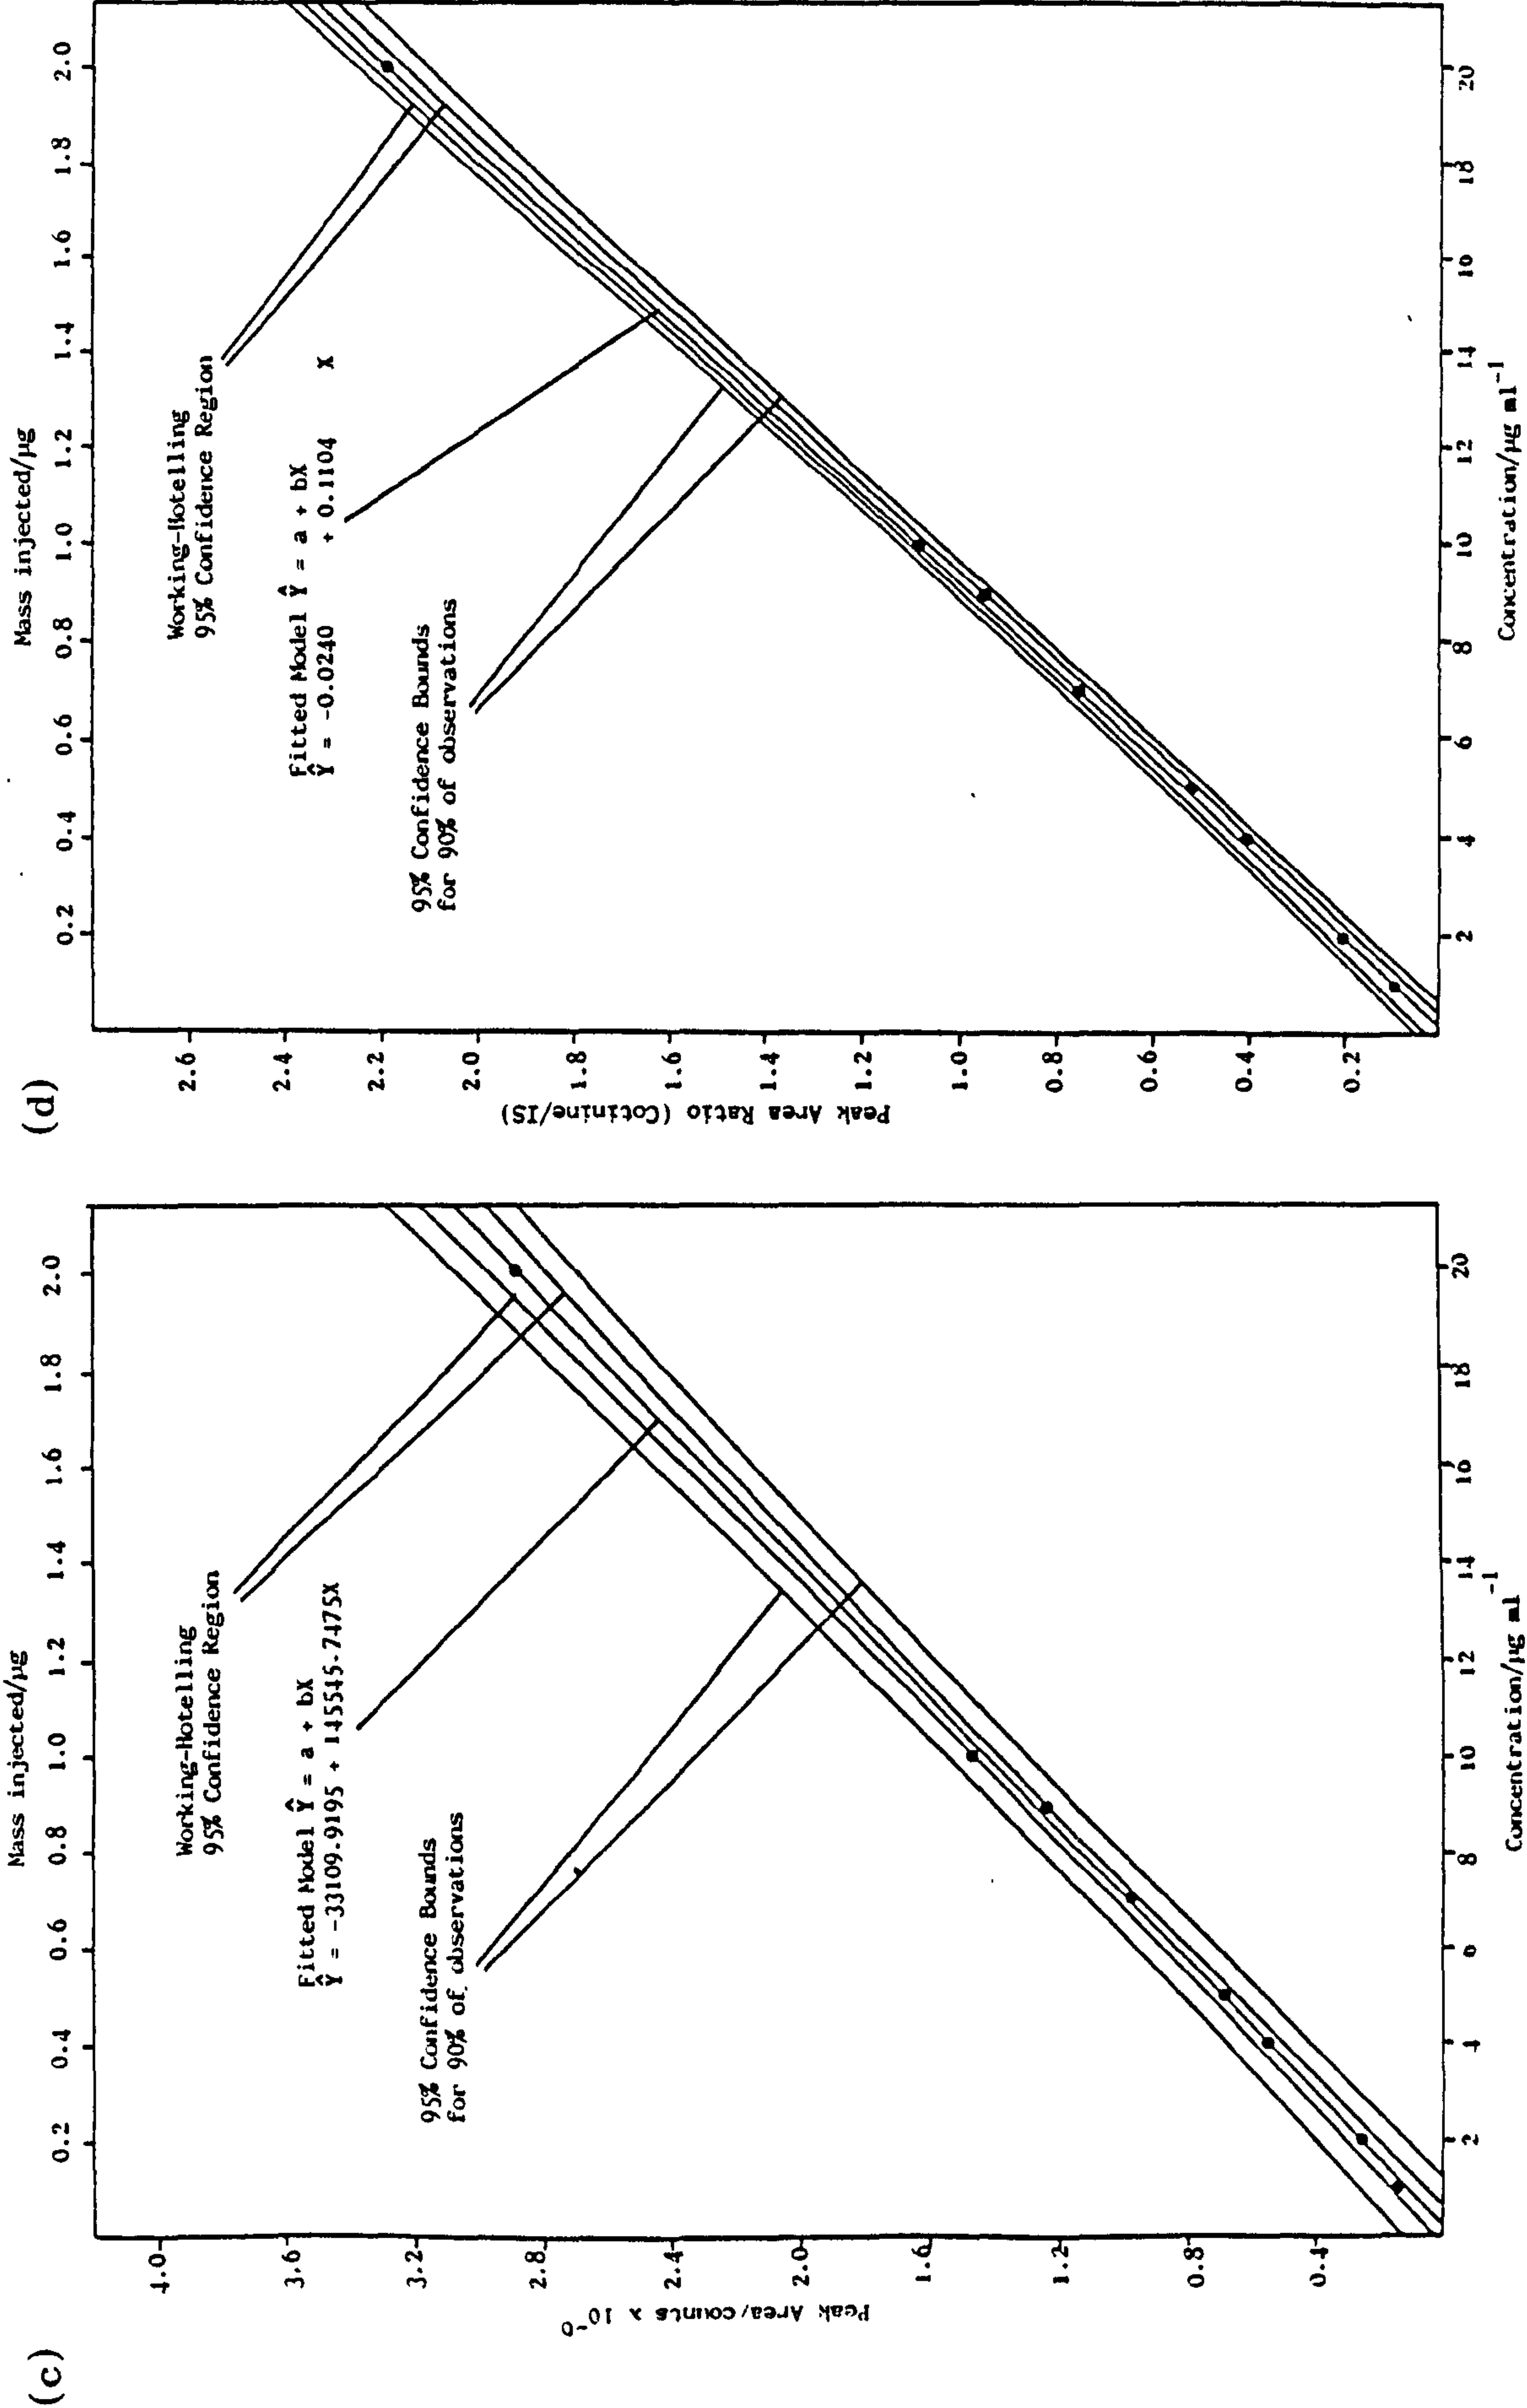 (c)
Mass injected/µg
0.2 0.4 0.6 0.8 1.0 1.2 1.4 1.6 1.8 2.0
Working-Hotelling
95% Confidence Region
Fitted Model Ŷ = a + bX
Ŷ = -33109.9195 + 145545.7475X
95% Confidence Bounds
for 90% of observations
Peak Area/counts x 10⁻⁶
4.0
3.6
3.2
2.8
2.4
2.0
1.6
1.2
0.8
0.4
2 4 6 8 10 12 14 16 18 20
Concentration/µg ml⁻¹
(d)
Mass injected/µg
0.2 0.4 0.6 0.8 1.0 1.2 1.4 1.6 1.8 2.0
Working-Hotelling
95% Confidence Region
Fitted Model Ŷ = a + bX
Ŷ = -0.0240 + 0.1104 X
95% Confidence Bounds
for 90% of observations
Peak Area Ratio (Cotinine/IS)
2.6
2.4
2.2
2.0
1.8
1.6
1.4
1.2
1.0
0.8
0.6
0.4
0.2
2 4 6 8 10 12 14 16 18 20
Concentration/µg ml⁻¹